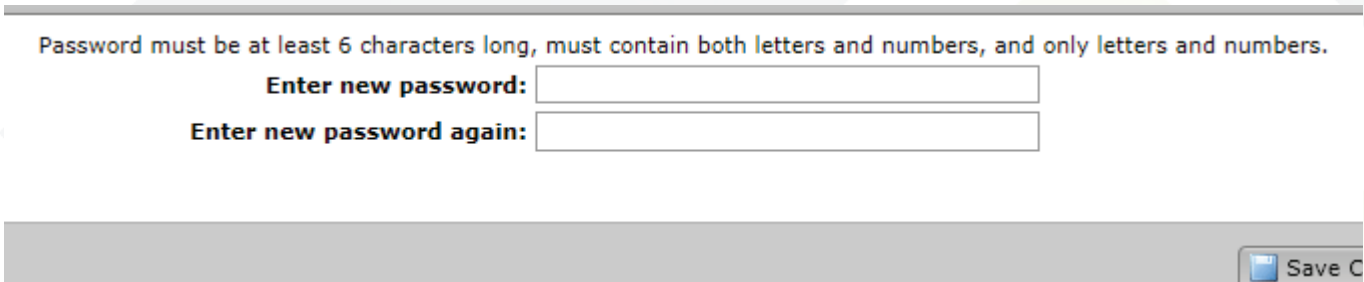 Password must be at least 6 characters long, must contain both letters and numbers, and only letters and numbers.
Enter new password:
Enter new password again:
Save C